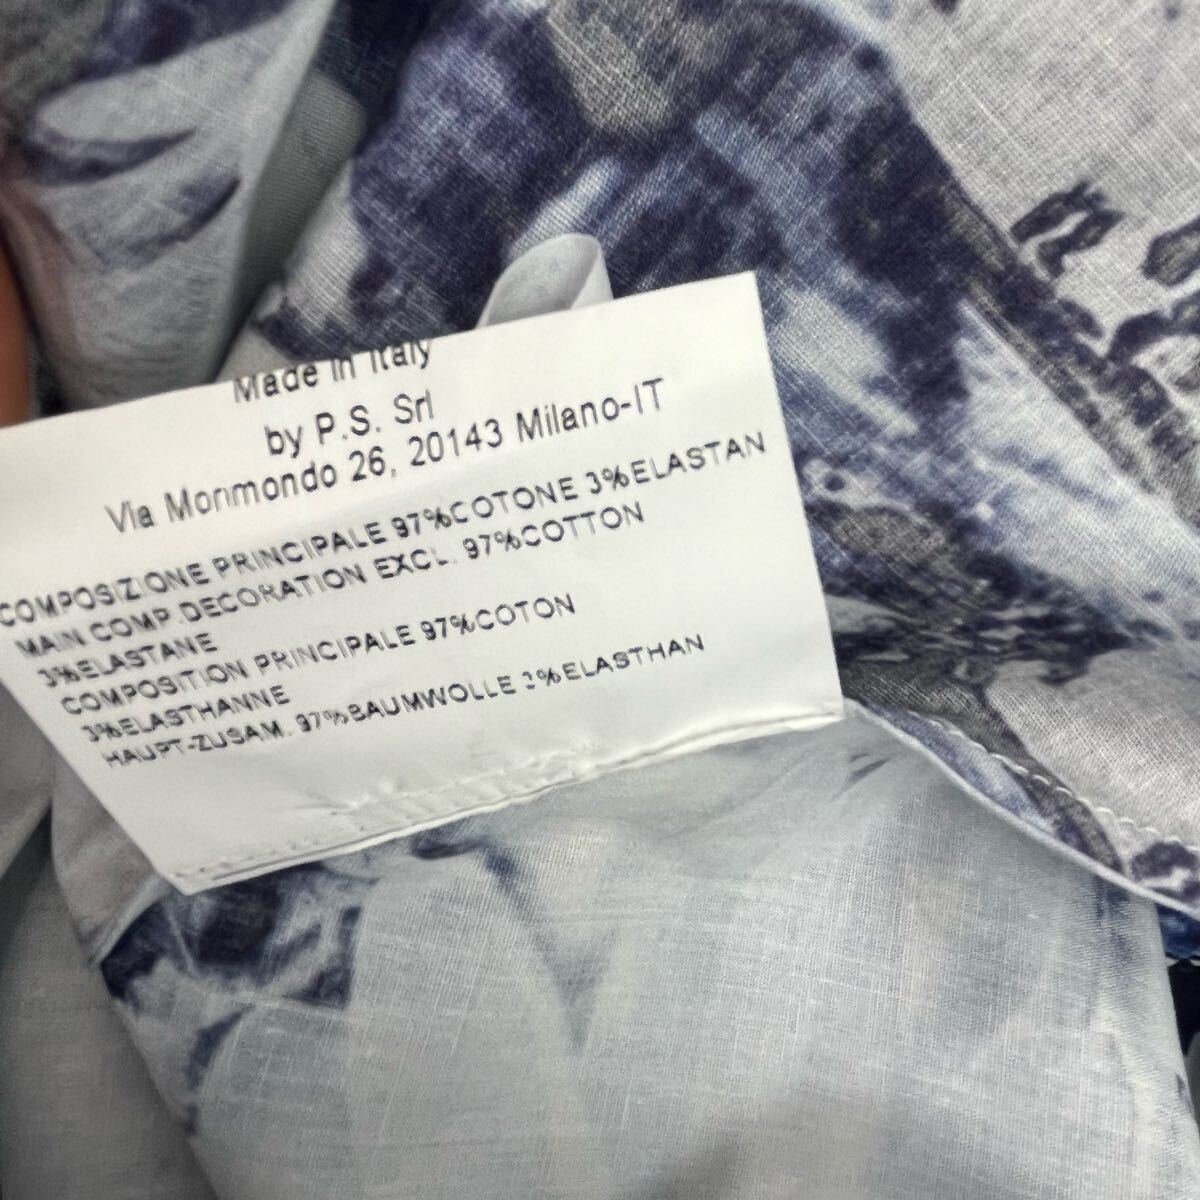 Made in Italy
by P.S. Srl
Via Morimondo 26, 20143 Milano-IT
COMPOSIZIONE PRINCIPALE 97%COTONE 3%ELASTAN
MAIN COMP.DECORATION EXCL. 97%COTTON
3%ELASTANE
COMPOSITION PRINCIPALE 97%COTON
3%ELASTHANNE
HAUPT-ZUSAM. 97%BAUMWOLLE 3%ELASTHAN